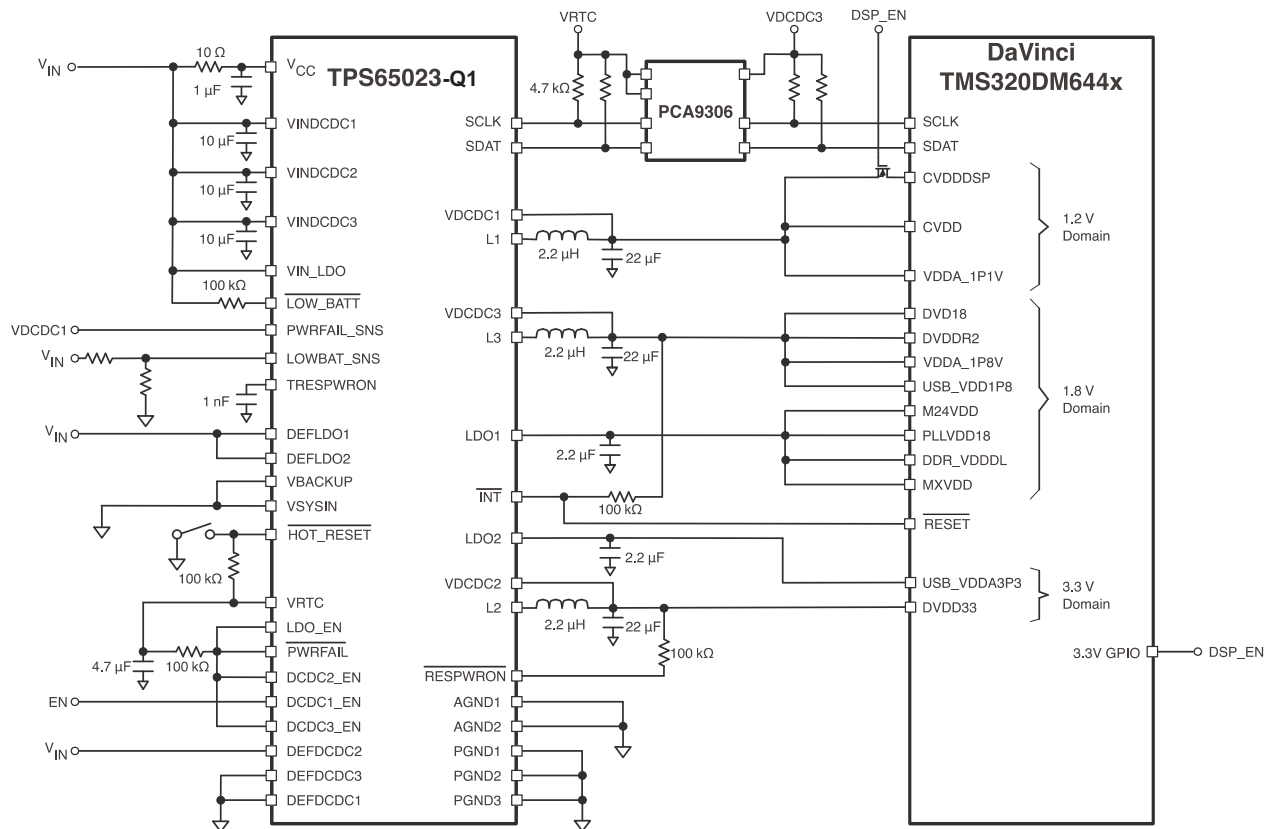 VRTC
VDCDC3
DSP_EN
VIN
10 Ω
1 µF
VCC
TPS65023-Q1
4.7 kΩ
PCA9306
DaVinci
TMS320DM644x
10 µF
VINDCDC1
SCLK
SCLK
SDAT
SDAT
10 µF
VINDCDC2
CVDDDSP
10 µF
VINDCDC3
VDCDC1
L1
2.2 µH
22 µF
CVDD
1.2 V
Domain
VIN_LDO
VDDA_1P1V
100 kΩ
LOW_BATT
VDCDC1
PWRFAIL_SNS
VDCDC3
DVD18
VIN
LOWBAT_SNS
L3
2.2 µH
22 µF
DVDDR2
VDDA_1P8V
TRESPWRON
1 nF
USB_VDD1P8
1.8 V
Domain
M24VDD
VIN
DEFLDO1
LDO1
2.2 µF
PLLVDD18
DEFLDO2
DDR_VDDDL
VBACKUP
MXVDD
VSYSIN
INT
100 kΩ
RESET
HOT_RESET
LDO2
2.2 µF
100 kΩ
VDCDC2
USB_VDDA3P3
3.3 V
Domain
VRTC
L2
2.2 µH
22 µF
DVDD33
LDO_EN
4.7 µF
100 kΩ
PWRFAIL
100 kΩ
3.3V GPIO
DSP_EN
DCDC2_EN
RESPWRON
EN
DCDC1_EN
AGND1
DCDC3_EN
AGND2
VIN
DEFDCDC2
PGND1
DEFDCDC3
PGND2
DEFDCDC1
PGND3